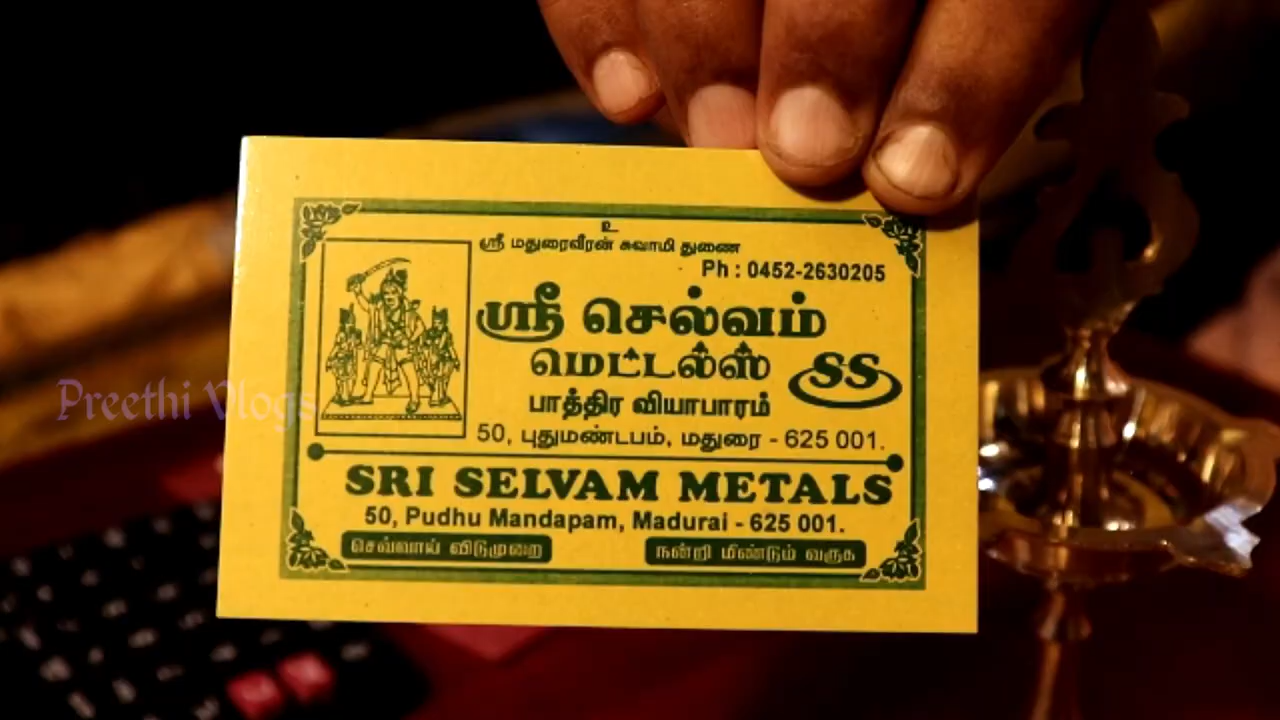 உ
ஸ்ரீ மதுரைவீரன் சுவாமி துணை
Ph : 0452-2630205
ஸ்ரீ செல்வம்
மெட்டல்ஸ்
SS
பாத்திர வியாபாரம்
50, புதுமண்டபம், மதுரை - 625 001.
SRI SELVAM METALS
50, Pudhu Mandapam, Madurai - 625 001.
செவ்வாய் விடுமுறை
நன்றி மீண்டும் வருக
Preethi Vlogs